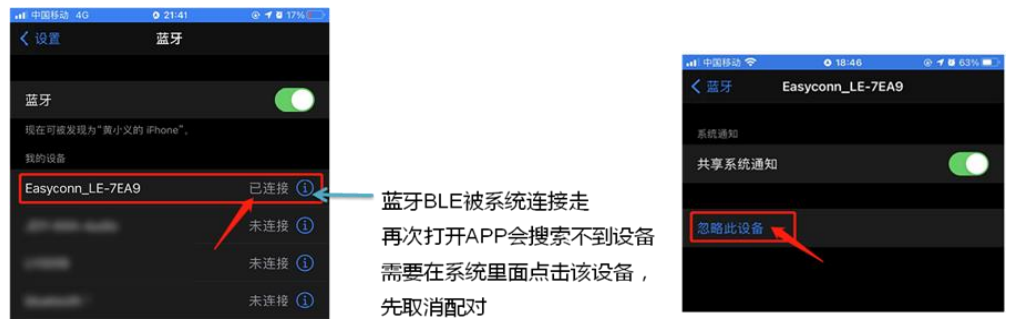 中国移动 4G 21:41 17%
设置 蓝牙
蓝牙
现在可被发现为“黄小义的 iPhone”。
我的设备
Easyconn_LE-7EA9 已连接
未连接
未连接
未连接
蓝牙BLE被系统连接走
再次打开APP会搜索不到设备
需要在系统里面点击该设备，
先取消配对
中国移动 18:46 63%
蓝牙 Easyconn_LE-7EA9
系统通知
共享系统通知
忽略此设备